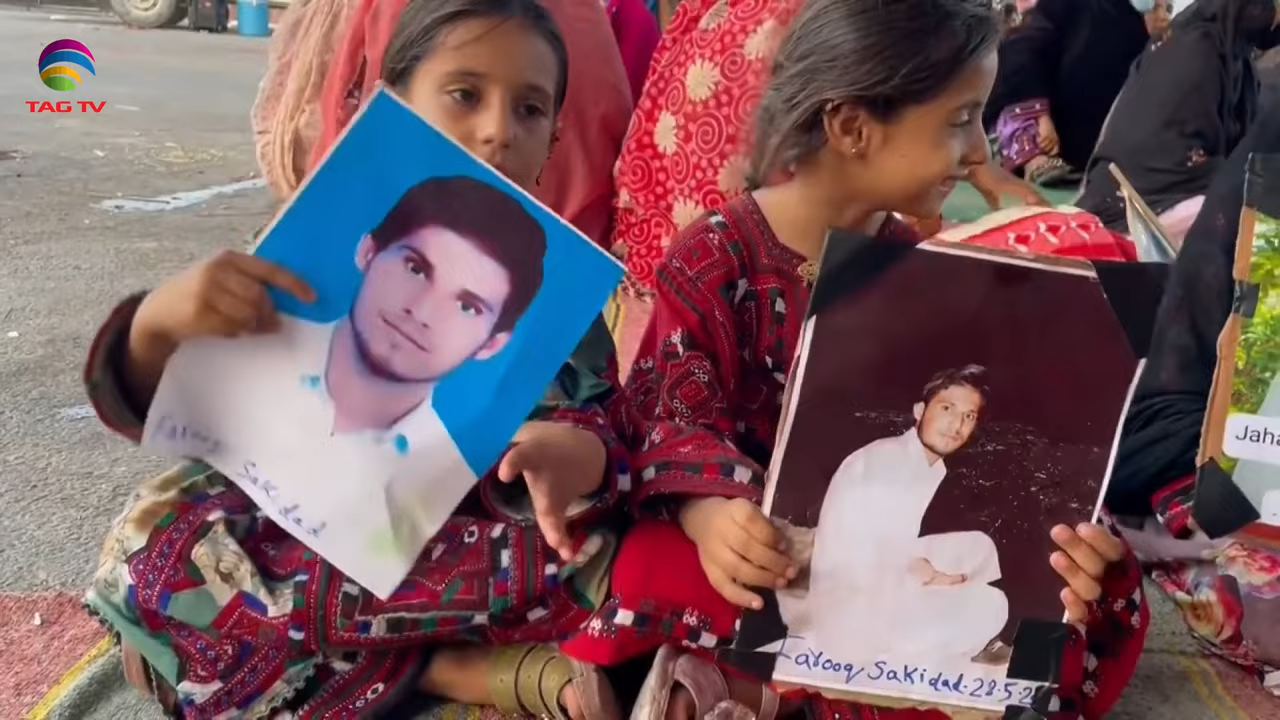 TAG TV
Farooq
Sakidad
Farooq Sakidad. 28.5.2
Jaha